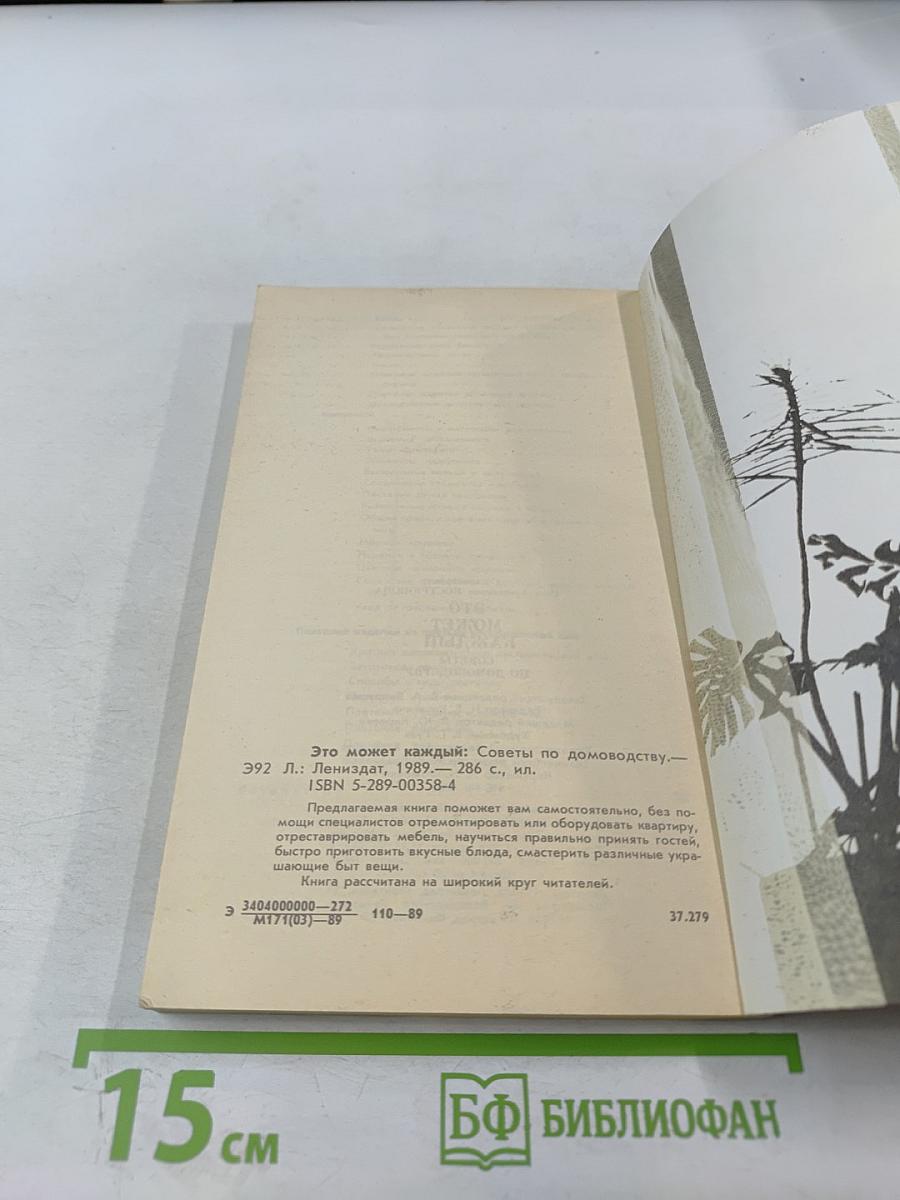 Это может каждый: Советы по домоводству.—
Э92 Л.: Лениздат, 1989.— 286 с., ил.
ISBN 5-289-00358-4
Предлагаемая книга поможет вам самостоятельно, без по-
мощи специалистов отремонтировать или оборудовать квартиру,
отреставрировать мебель, научиться правильно принять гостей,
быстро приготовить вкусные блюда, смастерить различные укра-
шающие быт вещи.
Книга рассчитана на широкий круг читателей.
Э 3404000000—272
М171(03)—89 110—89 37.279
15 см
БФ БИБЛИОФАН